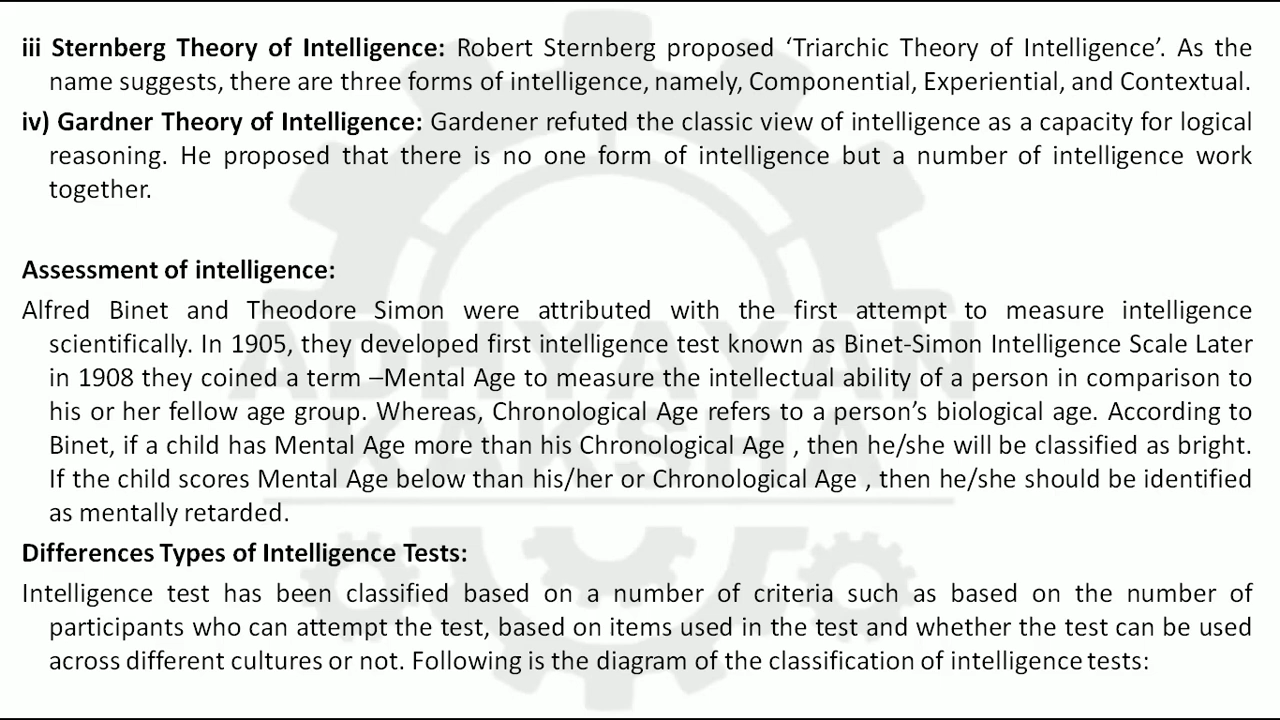 iii Sternberg Theory of Intelligence: Robert Sternberg proposed ‘Triarchic Theory of Intelligence’. As the
name suggests, there are three forms of intelligence, namely, Componential, Experiential, and Contextual.
iv) Gardner Theory of Intelligence: Gardener refuted the classic view of intelligence as a capacity for logical
reasoning. He proposed that there is no one form of intelligence but a number of intelligence work
together.
Assessment of intelligence:
Alfred Binet and Theodore Simon were attributed with the first attempt to measure intelligence
scientifically. In 1905, they developed first intelligence test known as Binet-Simon Intelligence Scale Later
in 1908 they coined a term –Mental Age to measure the intellectual ability of a person in comparison to
his or her fellow age group. Whereas, Chronological Age refers to a person’s biological age. According to
Binet, if a child has Mental Age more than his Chronological Age , then he/she will be classified as bright.
If the child scores Mental Age below than his/her or Chronological Age , then he/she should be identified
as mentally retarded.
Differences Types of Intelligence Tests:
Intelligence test has been classified based on a number of criteria such as based on the number of
participants who can attempt the test, based on items used in the test and whether the test can be used
across different cultures or not. Following is the diagram of the classification of intelligence tests:
ADHYAYAN
KAKSHA